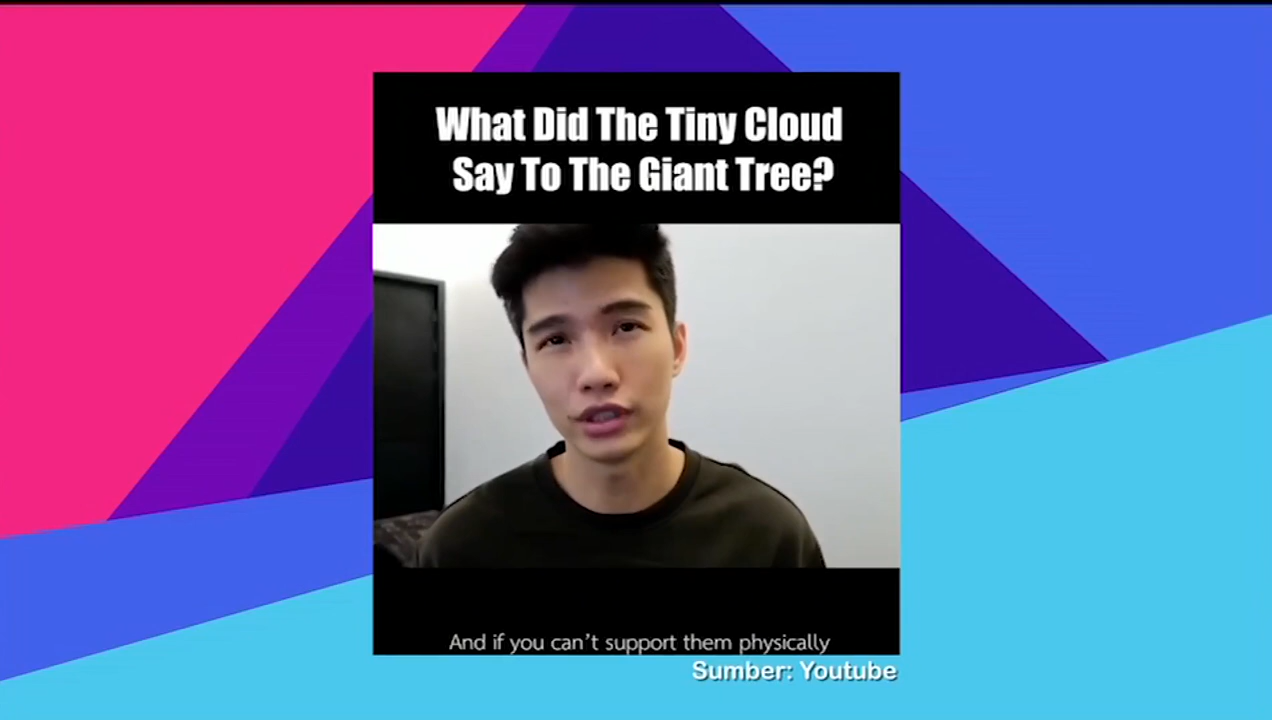 What Did The Tiny Cloud
Say To The Giant Tree?
And if you can't support them physically
Sumber: Youtube